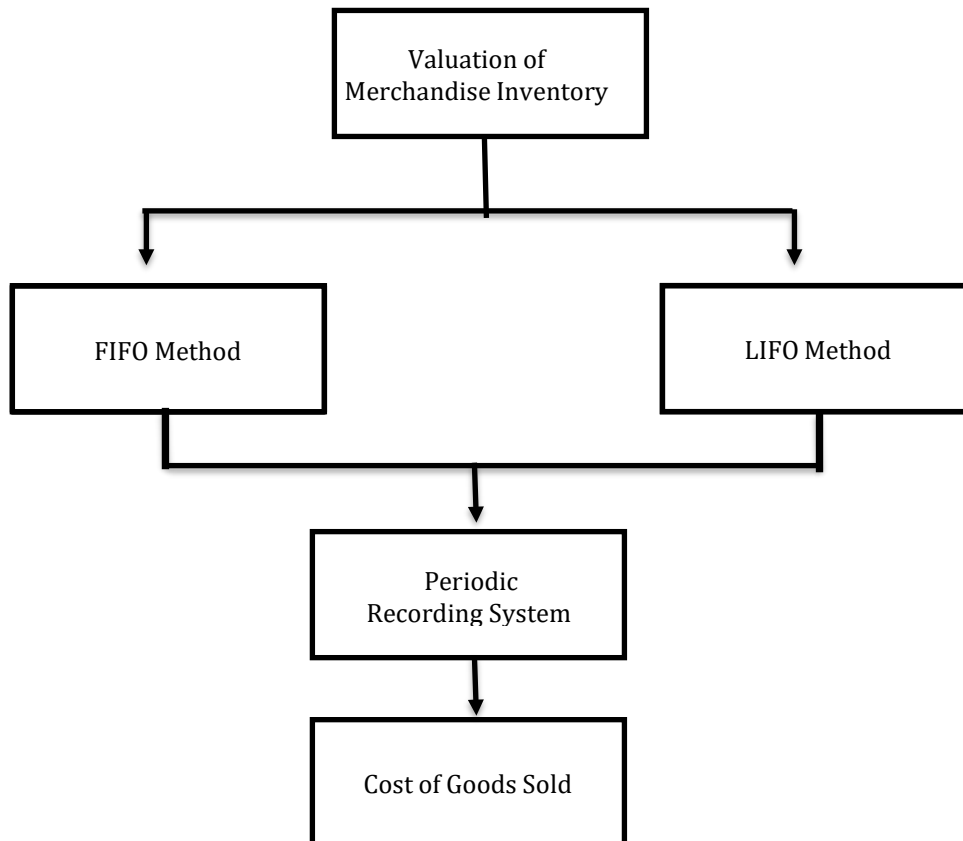 Valuation of
Merchandise Inventory
FIFO Method
LIFO Method
Periodic
Recording System
Cost of Goods Sold